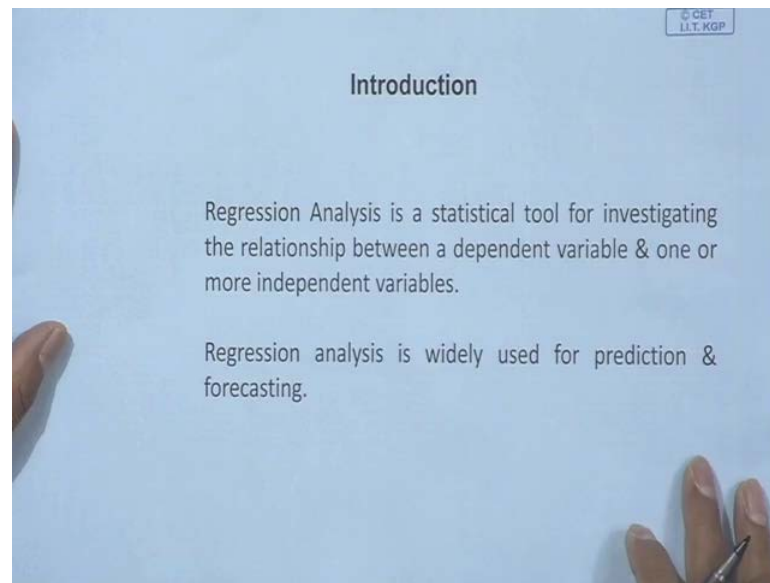 © CET
I.I.T. KGP
Introduction
Regression Analysis is a statistical tool for investigating
the relationship between a dependent variable & one or
more independent variables.
Regression analysis is widely used for prediction &
forecasting.